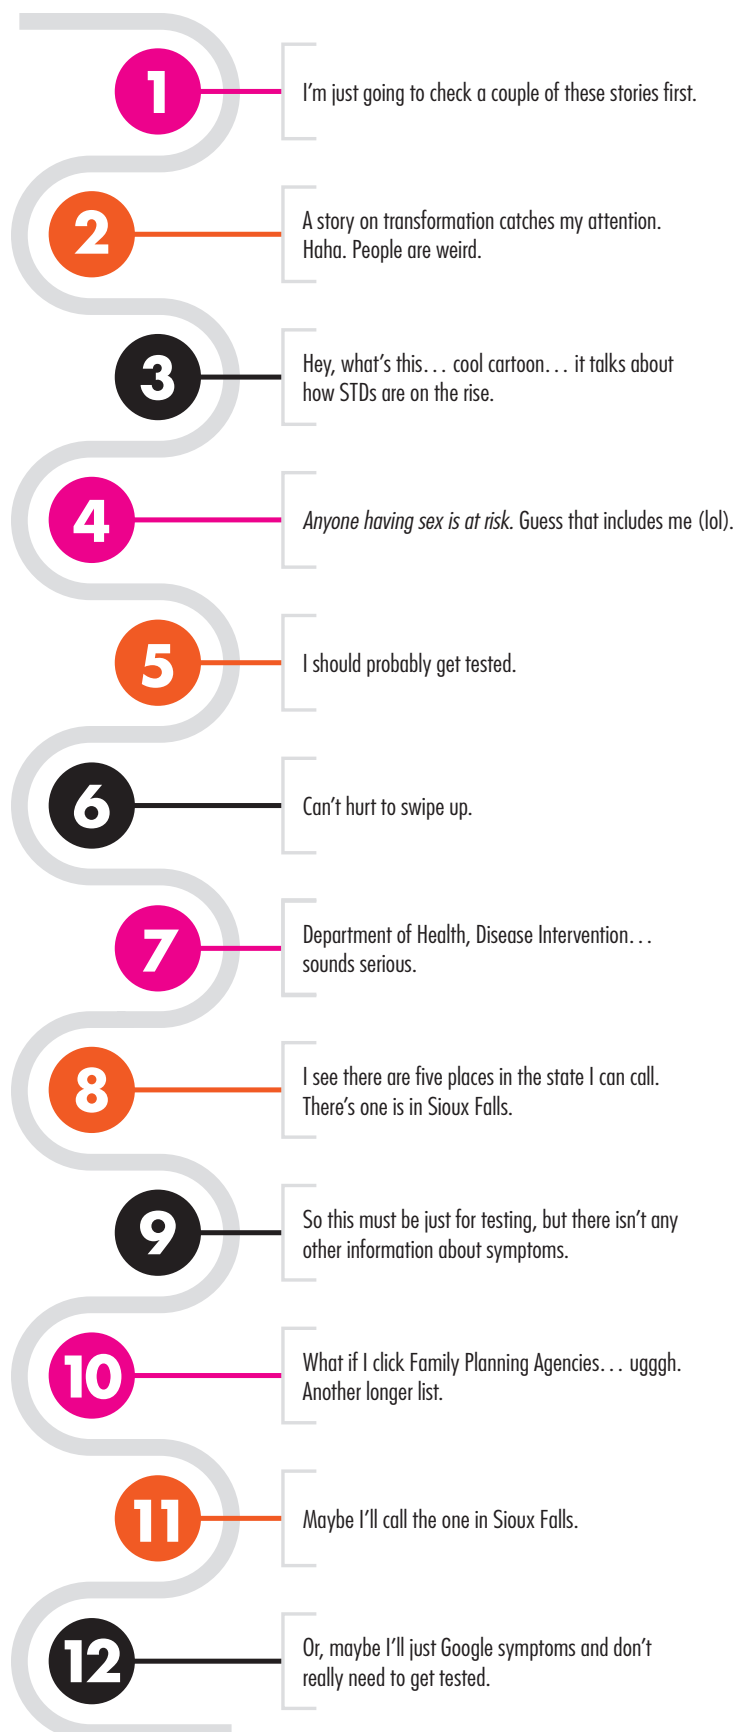 1
I’m just going to check a couple of these stories first.
2
A story on transformation catches my attention.
Haha. People are weird.
3
Hey, what’s this… cool cartoon… it talks about
how STDs are on the rise.
4
Anyone having sex is at risk. Guess that includes me (lol).
5
I should probably get tested.
6
Can’t hurt to swipe up.
7
Department of Health, Disease Intervention…
sounds serious.
8
I see there are five places in the state I can call.
There’s one is in Sioux Falls.
9
So this must be just for testing, but there isn’t any
other information about symptoms.
10
What if I click Family Planning Agencies… ugggh.
Another longer list.
11
Maybe I’ll call the one in Sioux Falls.
12
Or, maybe I’ll just Google symptoms and don’t
really need to get tested.